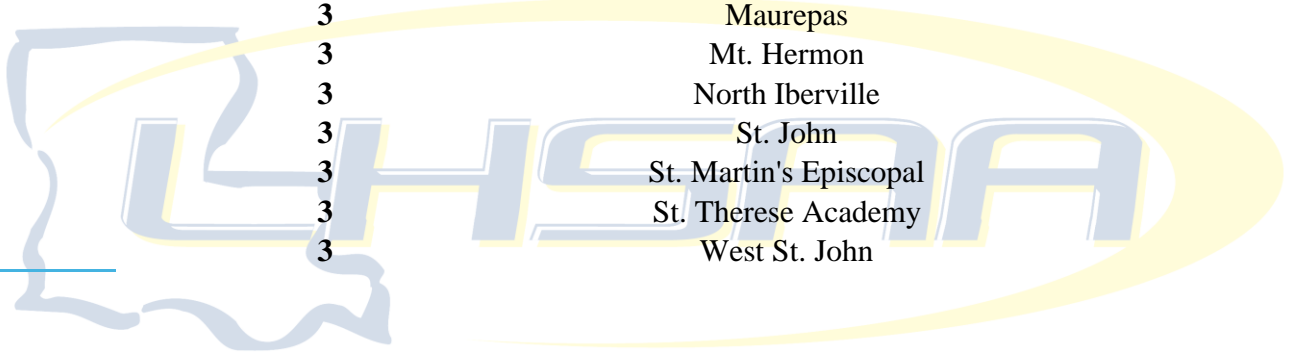 3 Maurepas
3 Mt. Hermon
3 North Iberville
3 St. John
3 St. Martin's Episcopal
3 St. Therese Academy
3 West St. John
LHSAA